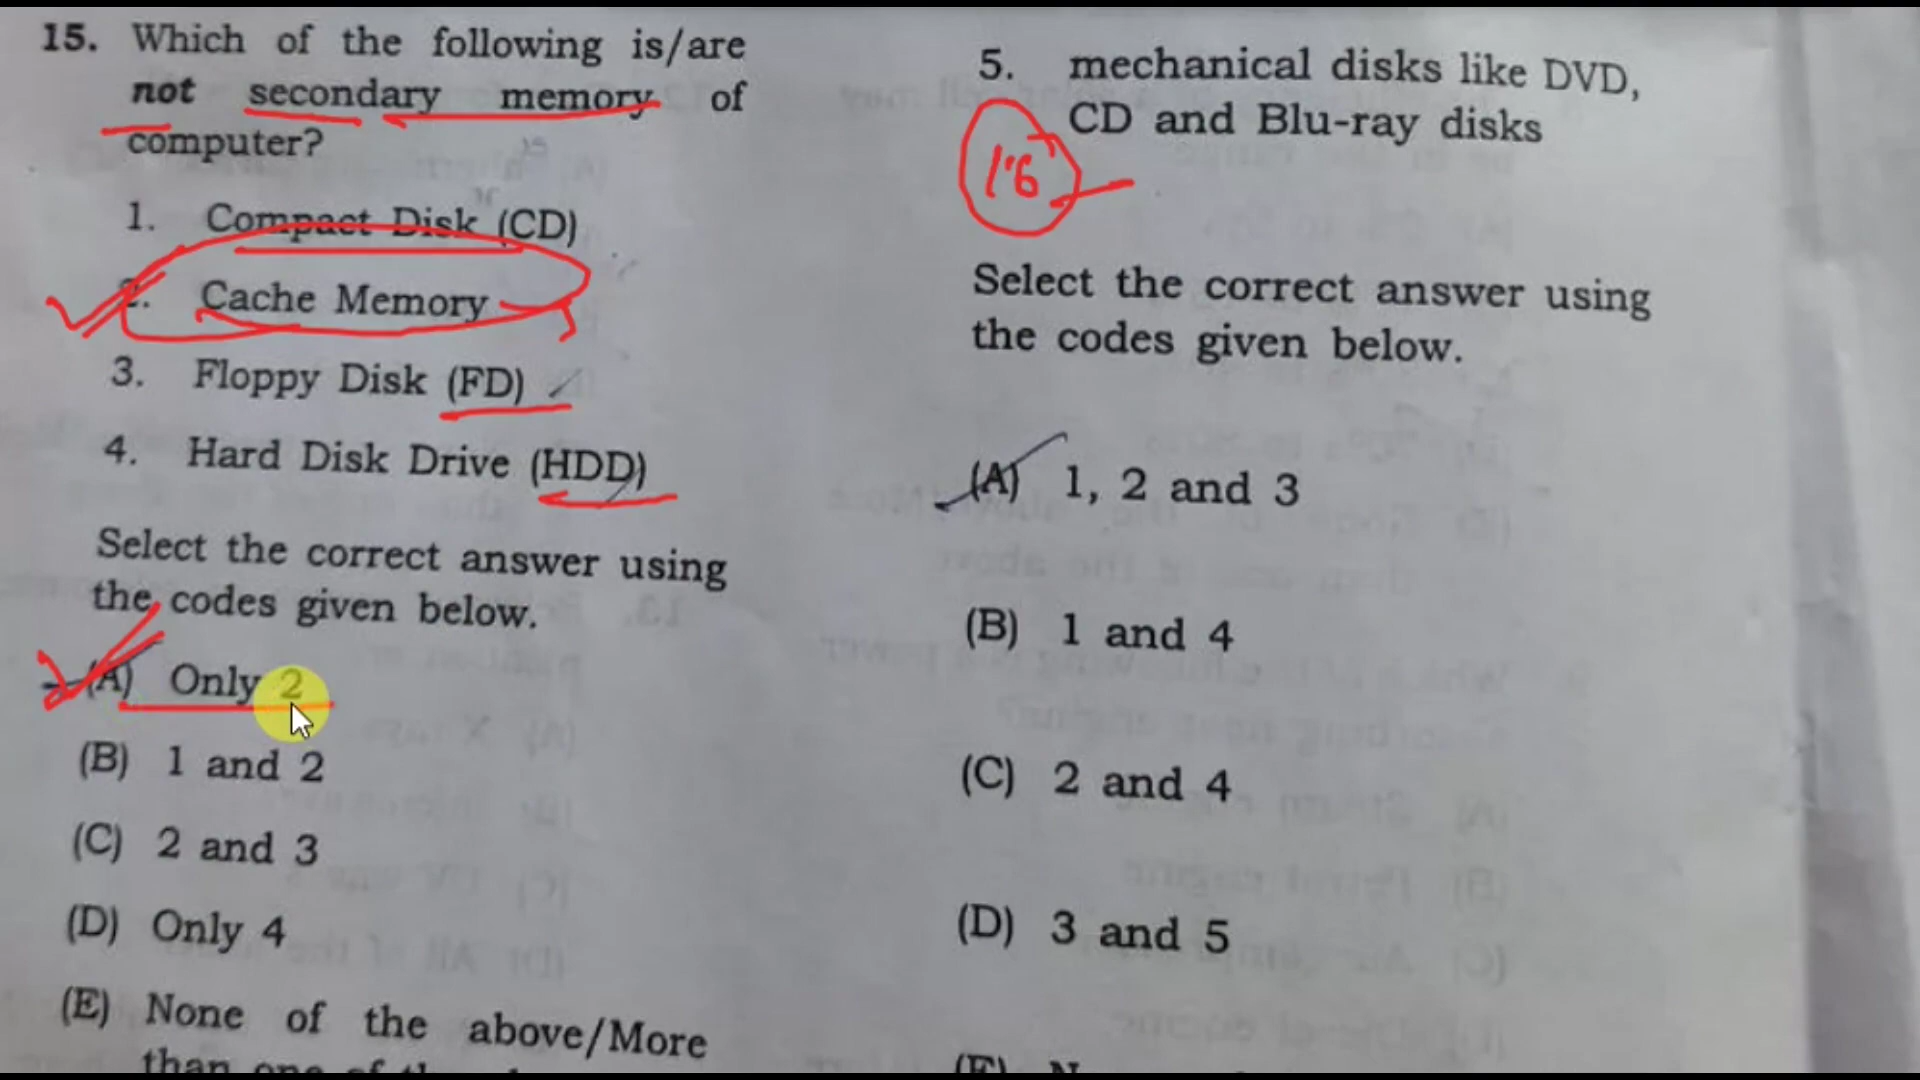 15. Which of the following is/are
not secondary memory of
computer?
1. Compact Disk (CD)
2. Cache Memory
3. Floppy Disk (FD)
4. Hard Disk Drive (HDD)
Select the correct answer using
the codes given below.
(A) Only 2
(B) 1 and 2
(C) 2 and 3
(D) Only 4
(E) None of the above/More
than one of
5. mechanical disks like DVD,
CD and Blu-ray disks
16
Select the correct answer using
the codes given below.
(A) 1, 2 and 3
(B) 1 and 4
(C) 2 and 4
(D) 3 and 5
(E)